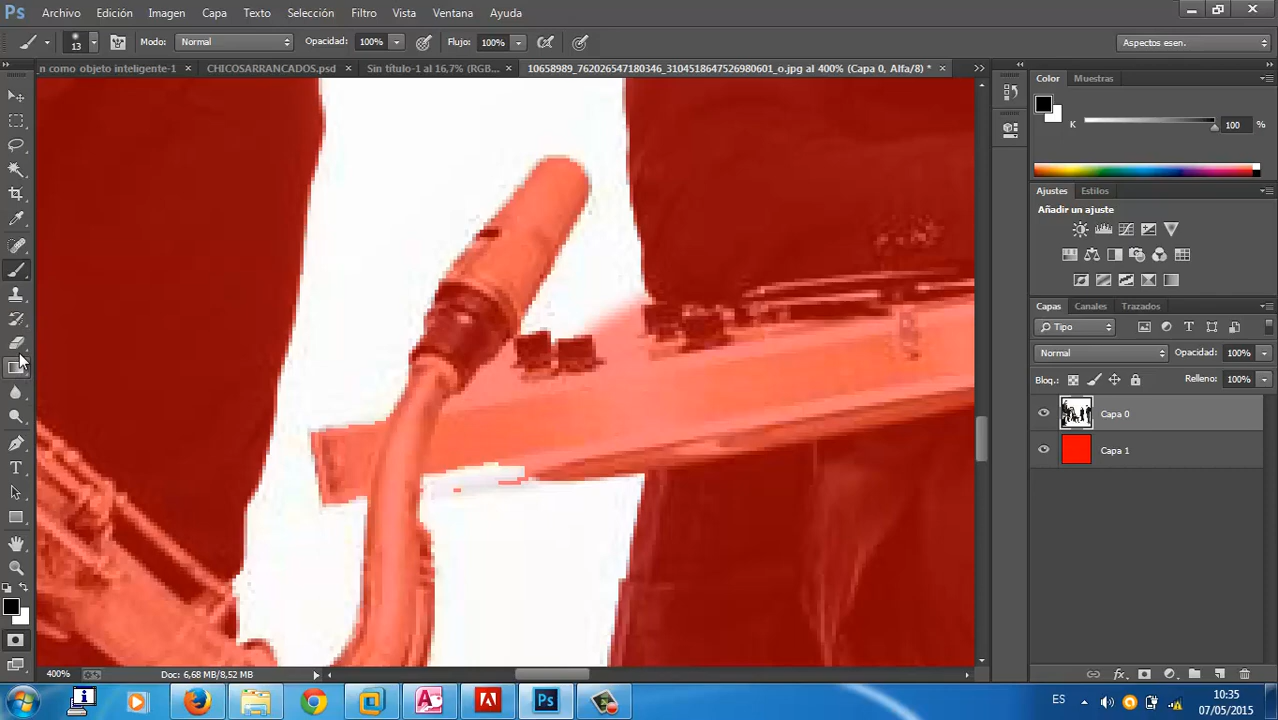 Ps Archivo Edición Imagen Capa Texto Selección Filtro Vista Ventana Ayuda
13 Modo: Normal Opacidad: 100% Flujo: 100% Aspectos esen.
n como objeto inteligente-1 × CHICOSARRANCADOS.psd × Sin título-1 al 16,7% (RGB... × 10658989_762026547180346_3104518647526980601_o.jpg al 400% (Capa 0, Alfa/8) * ×
Color Muestras
K 100 %
Ajustes Estilos
Añadir un ajuste
Capas Canales Trazados
Tipo
Normal Opacidad: 100%
Bloq.: Relleno: 100%
Capa 0
Capa 1
400% Doc: 6,68 MB/8,52 MB
ES 10:35
07/05/2015